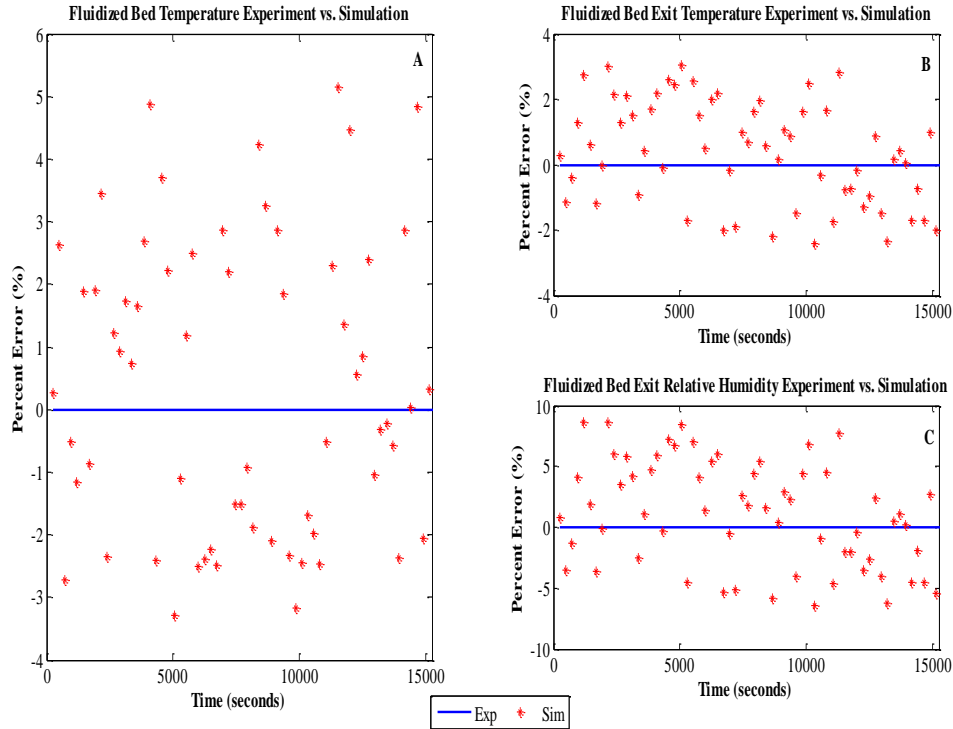 Fluidized Bed Temperature Experiment vs. Simulation
A
6
5
4
3
2
1
0
-1
-2
-3
-4
Percent Error (%)
0 5000 10000 15000
Time (seconds)
Fluidized Bed Exit Temperature Experiment vs. Simulation
B
4
2
0
-2
-4
Percent Error (%)
0 5000 10000 15000
Time (seconds)
Fluidized Bed Exit Relative Humidity Experiment vs. Simulation
C
10
5
0
-5
-10
Percent Error (%)
0 5000 10000 15000
Time (seconds)
Exp Sim